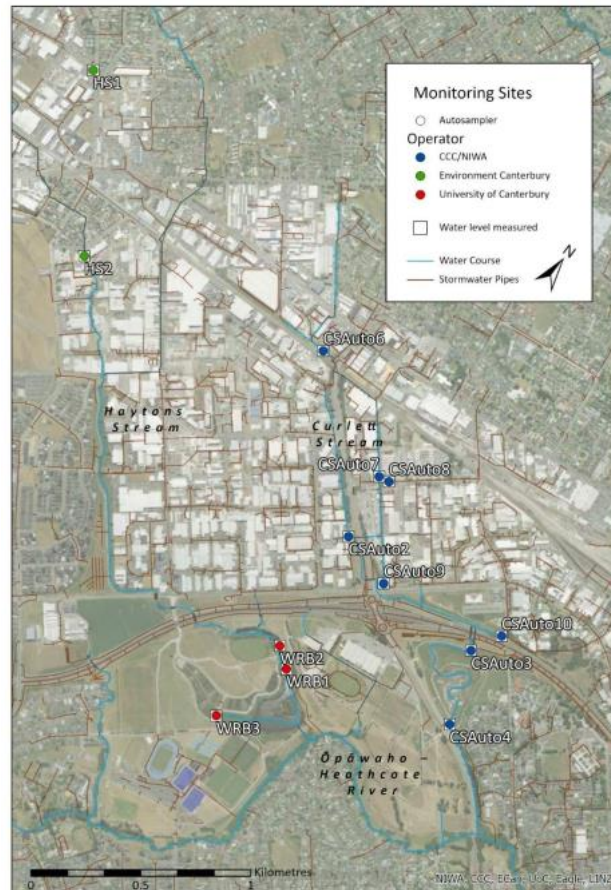 HS1
Monitoring Sites
Autosampler
Operator
CCC/NIWA
Environment Canterbury
University of Canterbury
Water level measured
Water Course
Stormwater Pipes
N
HS2
CSAuto6
Haytons
Stream
Curlett
Stream
CSAuto7
CSAuto8
CSAuto2
CSAuto9
CSAuto10
CSAuto3
WRB2
WRB1
WRB3
CSAuto4
Ōpāwaho –
Heathcote
River
0 0.5 1 Kilometres
NIWA, CCC, ECan, UoC, Eagle, LINZ